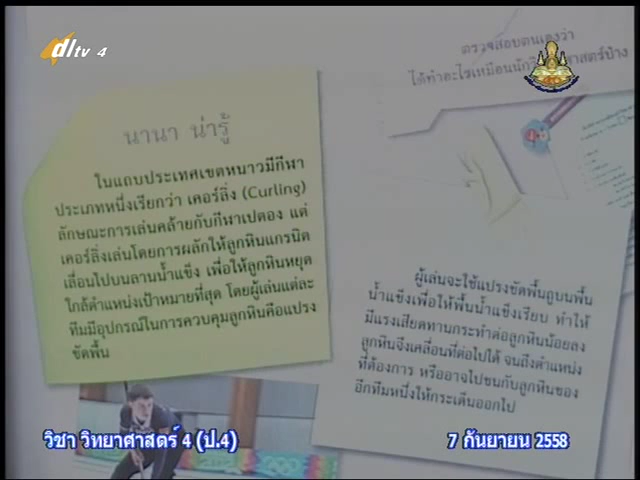 dltv 4
ตรวจสอบตนเองว่า
ได้ทำอะไรเหมือนนักวิทยาศาสตร์บ้าง
นานา น่ารู้
ในแถบประเทศเขตหนาวมีกีฬา
ประเภทหนึ่งเรียกว่า เคอร์ลิ่ง (Curling)
ลักษณะการเล่นคล้ายกับกีฬาเปตอง แต่
เคอร์ลิ่งเล่นโดยการผลักให้ลูกหินแกรนิต
เลื่อนไปบนลานน้ำแข็ง เพื่อให้ลูกหินหยุด
ใกล้ตำแหน่งเป้าหมายที่สุด โดยผู้เล่นแต่ละ
ทีมมีอุปกรณ์ในการควบคุมลูกหินคือแปรง
ขัดพื้น
ผู้เล่นจะใช้แปรงขัดพื้นถูบนพื้น
น้ำแข็งเพื่อให้พื้นน้ำแข็งเรียบ ทำให้
มีแรงเสียดทานกระทำต่อลูกหินน้อยลง
ลูกหินจึงเคลื่อนที่ต่อไปได้ จนถึงตำแหน่ง
ที่ต้องการ หรืออาจไปชนกับลูกหินของ
อีกทีมหนึ่งให้กระเด็นออกไป
วิชา วิทยาศาสตร์ 4 (ป.4)
7 กันยายน 2558